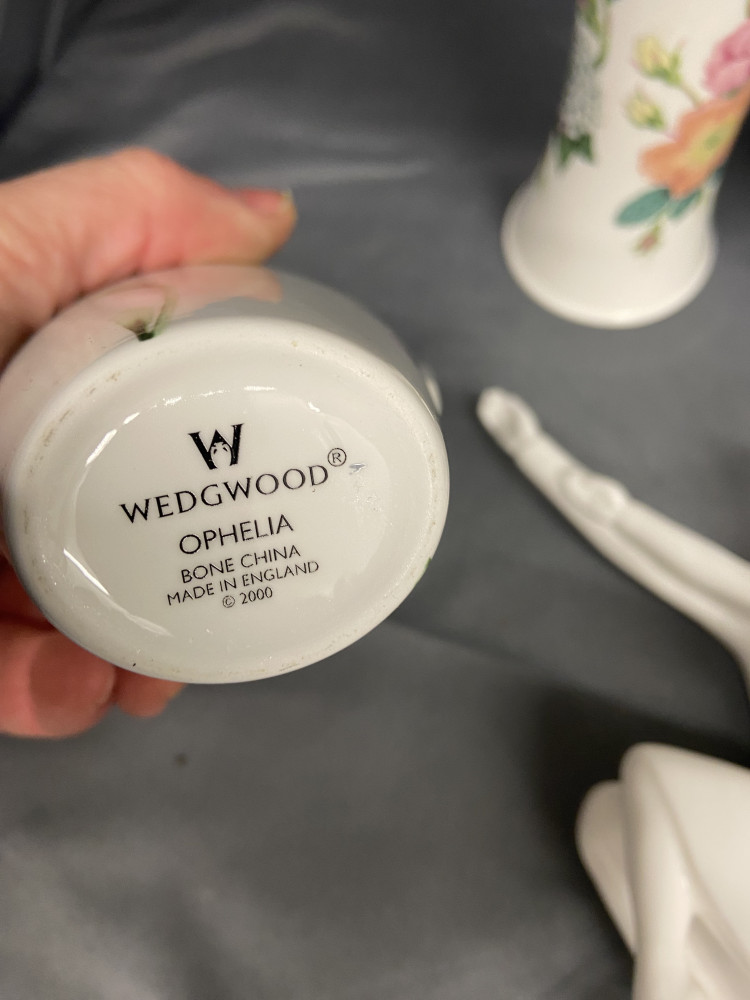 W
WEDGWOOD®
OPHELIA
BONE CHINA
MADE IN ENGLAND
© 2000